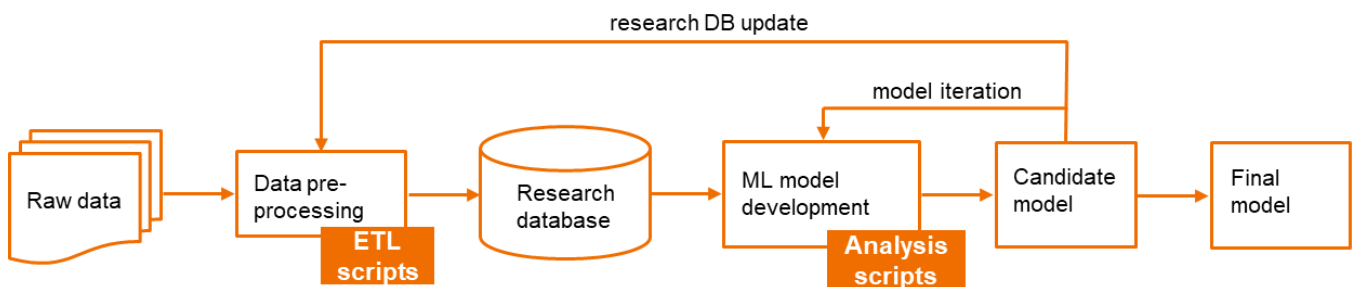 research DB update
model iteration
Raw data
Data pre-
processing
ETL
scripts
Research
database
ML model
development
Analysis
scripts
Candidate
model
Final
model